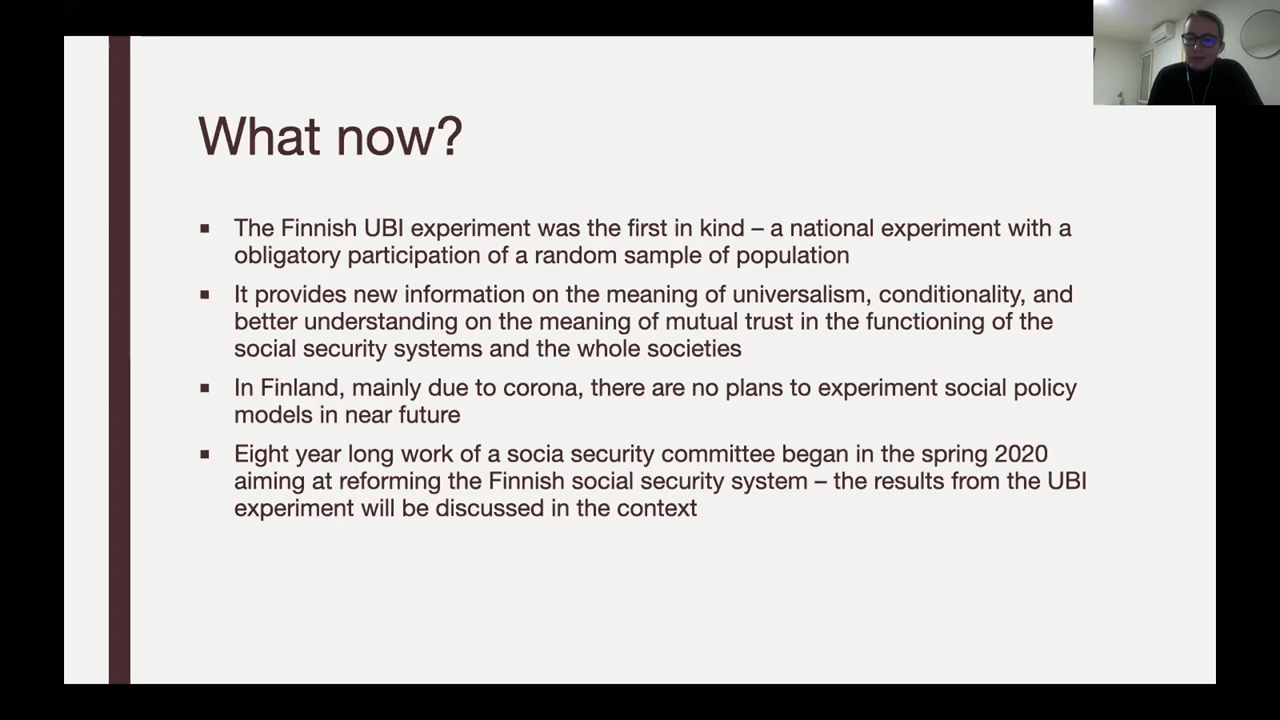 What now?
▪ The Finnish UBI experiment was the first in kind – a national experiment with a
obligatory participation of a random sample of population
▪ It provides new information on the meaning of universalism, conditionality, and
better understanding on the meaning of mutual trust in the functioning of the
social security systems and the whole societies
▪ In Finland, mainly due to corona, there are no plans to experiment social policy
models in near future
▪ Eight year long work of a socia security committee began in the spring 2020
aiming at reforming the Finnish social security system – the results from the UBI
experiment will be discussed in the context